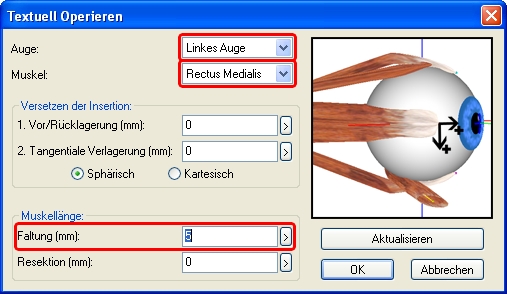 Textuell Operieren
Auge: Linkes Auge
Muskel: Rectus Medialis
Versetzen der Insertion:
1. Vor/Rücklagerung (mm): 0
2. Tangentiale Verlagerung (mm): 0
Sphärisch Kartesisch
Muskellänge:
Faltung (mm): 5
Resektion (mm): 0
Aktualisieren
OK Abbrechen